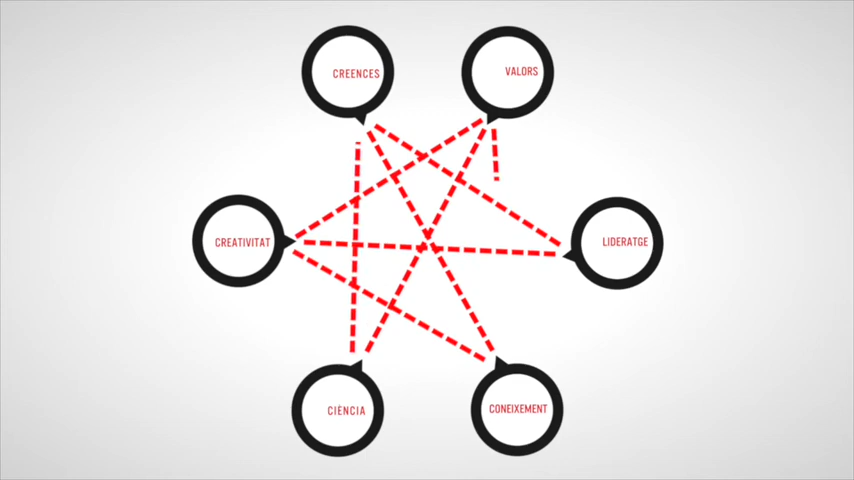 CREENCES
VALORS
CREATIVITAT
LIDERATGE
CIÈNCIA
CONEIXEMENT